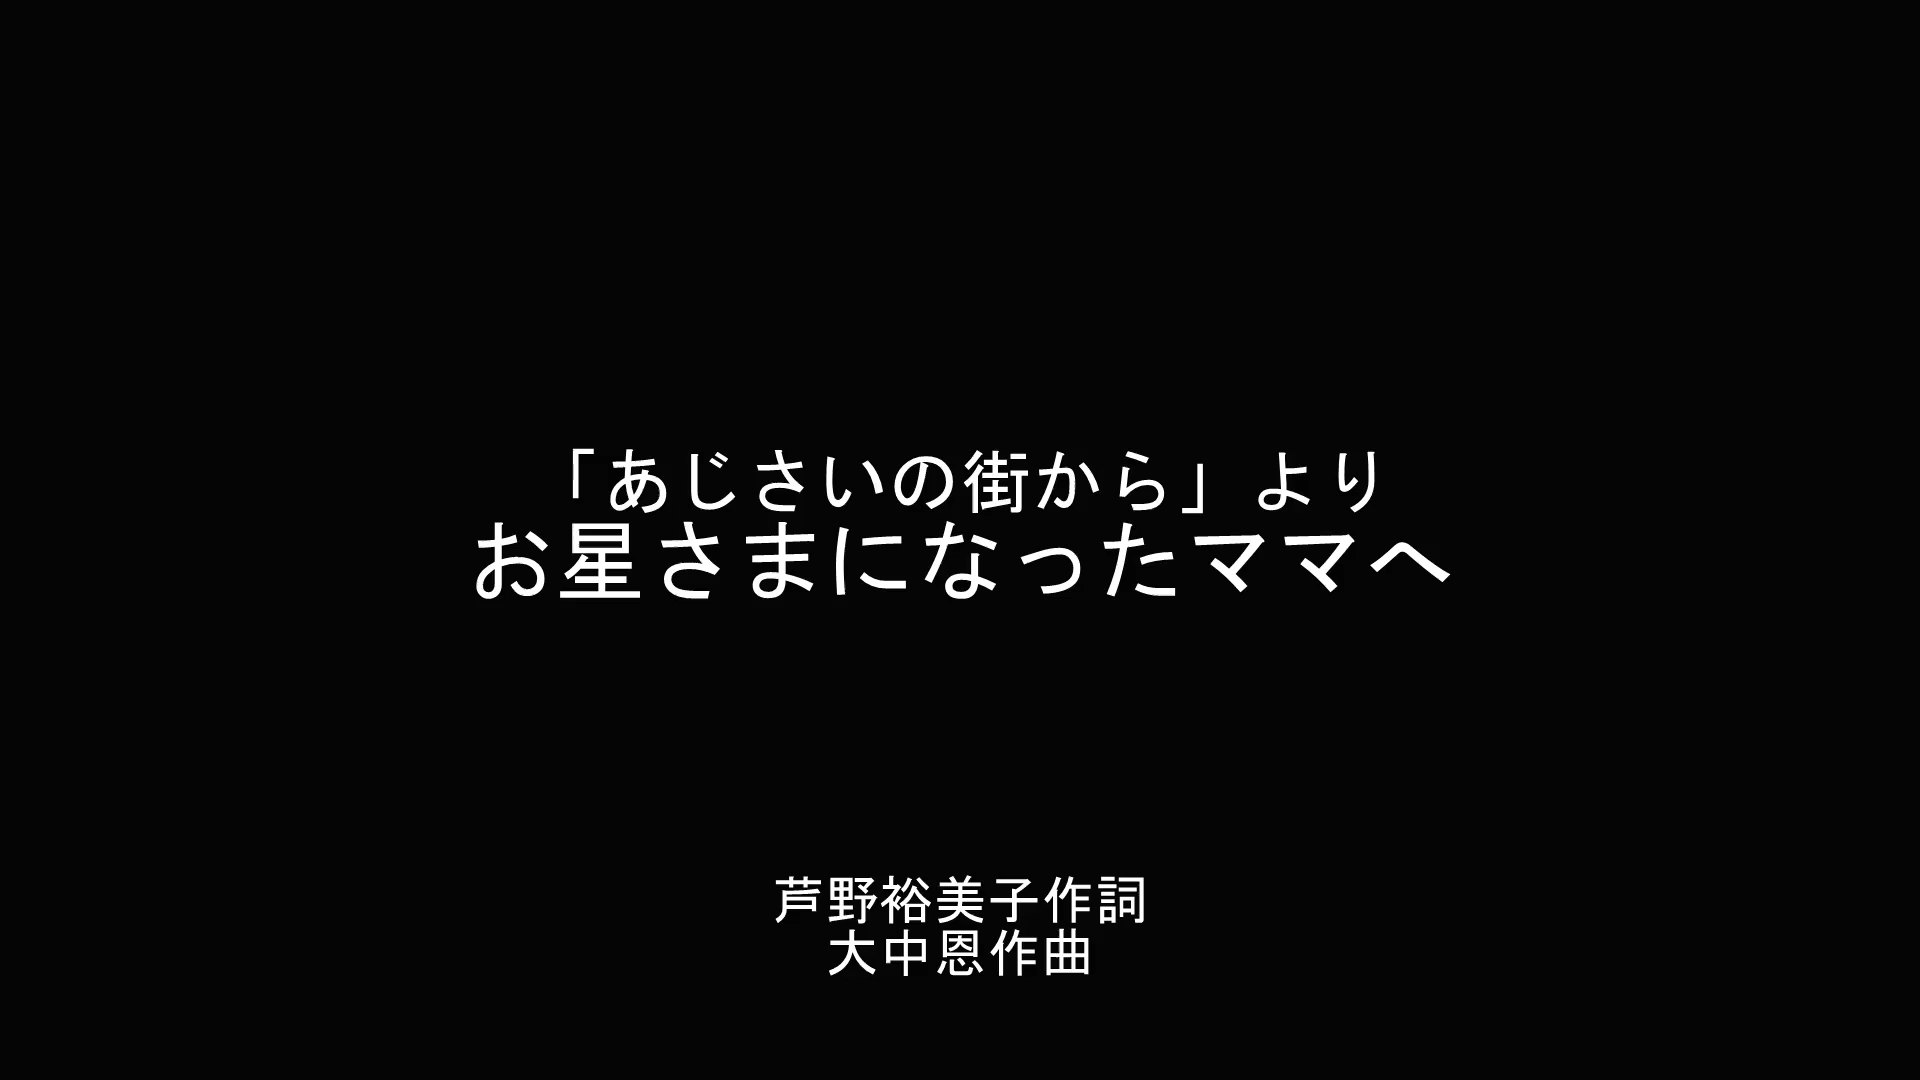 「あじさいの街から」より
お星さまになったママへ
芦野裕美子作詞
大中恩作曲